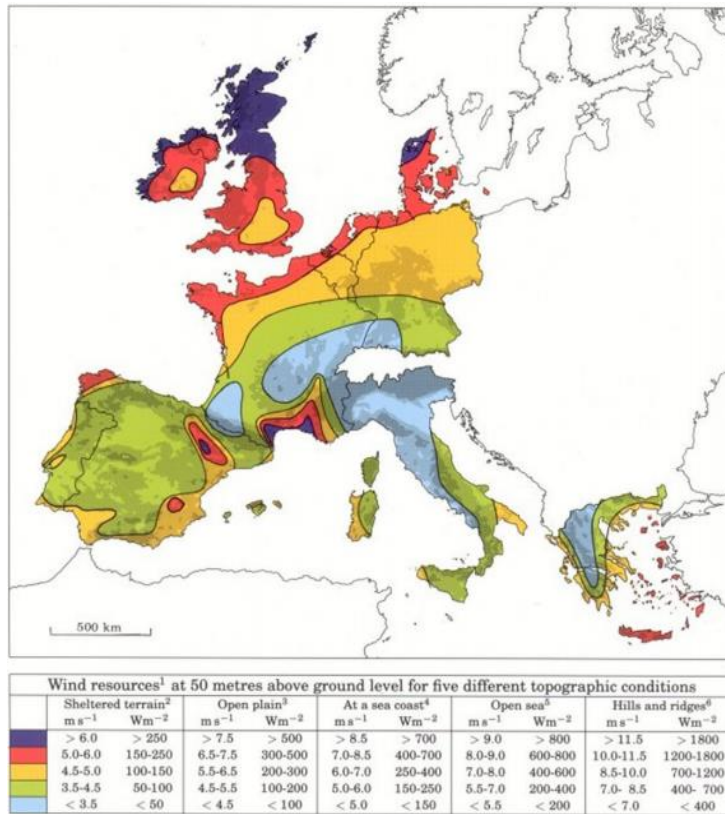 500 km
Wind resources¹ at 50 metres above ground level for five different topographic conditions
Sheltered terrain² Open plain³ At a sea coast⁴ Open sea⁵ Hills and ridges⁶
m s⁻¹ Wm⁻² m s⁻¹ Wm⁻² m s⁻¹ Wm⁻² m s⁻¹ Wm⁻² m s⁻¹ Wm⁻²
> 6.0 > 250 > 7.5 > 500 > 8.5 > 700 > 9.0 > 800 > 11.5 > 1800
5.0-6.0 150-250 6.5-7.5 300-500 7.0-8.5 400-700 8.0-9.0 600-800 10.0-11.5 1200-1800
4.5-5.0 100-150 5.5-6.5 200-300 6.0-7.0 250-400 7.0-8.0 400-600 8.5-10.0 700-1200
3.5-4.5 50-100 4.5-5.5 100-200 5.0-6.0 150-250 5.5-7.0 200-400 7.0- 8.5 400- 700
< 3.5 < 50 < 4.5 < 100 < 5.0 < 150 < 5.5 < 200 < 7.0 < 400